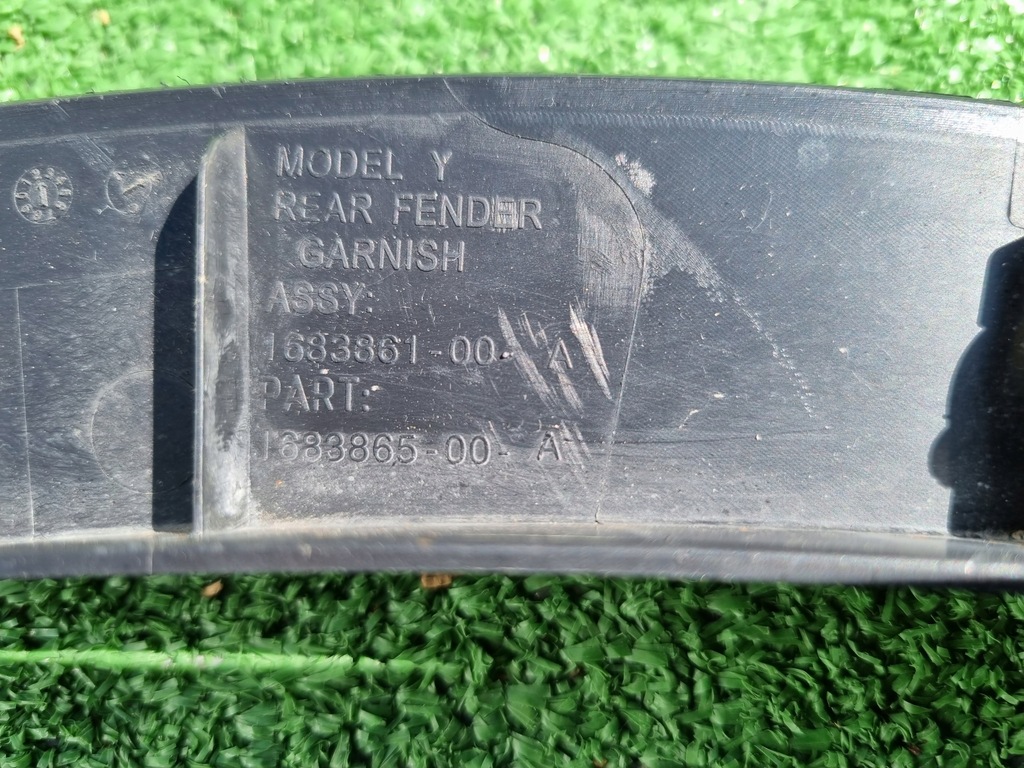 MODEL Y
REAR FENDER
GARNISH
ASSY:
1683861-00- A
PART:
1683865-00- A